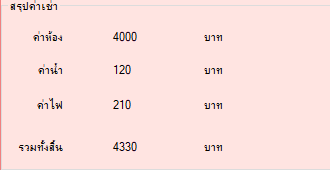 สรุปค่าเช่า
ค่าห้อง 4000 บาท
ค่าน้ำ 120 บาท
ค่าไฟ 210 บาท
รวมทั้งสิ้น 4330 บาท